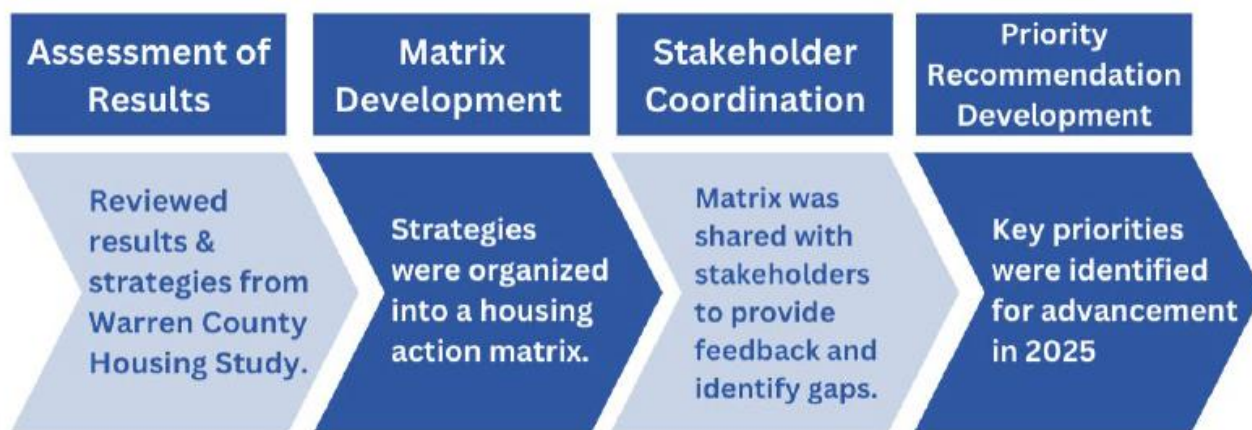 Assessment of
Results
Reviewed
results &
strategies from
Warren County
Housing Study.
Matrix
Development
Strategies
were organized
into a housing
action matrix.
Stakeholder
Coordination
Matrix was
shared with
stakeholders
to provide
feedback and
identify gaps.
Priority
Recommendation
Development
Key priorities
were identified
for advancement
in 2025